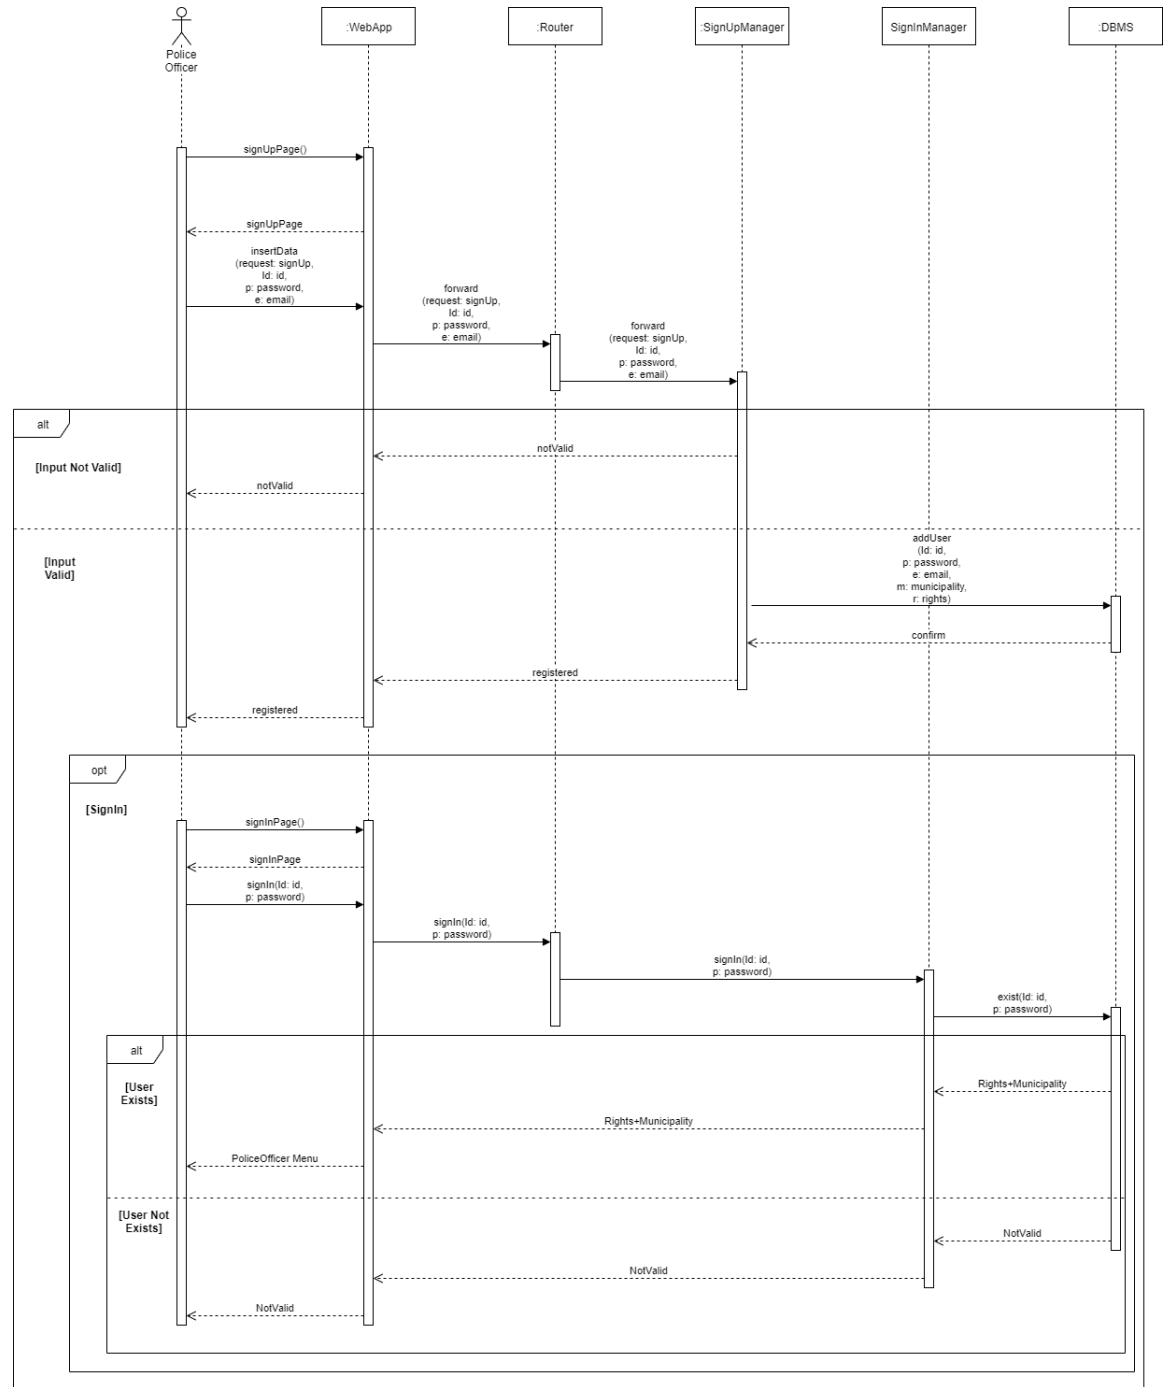 Police
Officer
:WebApp
:Router
:SignUpManager
SignInManager
:DBMS
signUpPage()
signUpPage
insertData
(request: signUp,
Id: id,
p: password,
e: email)
forward
(request: signUp,
Id: id,
p: password,
e: email)
forward
(request: signUp,
Id: id,
p: password,
e: email)
alt
[Input Not Valid]
notValid
notValid
[Input
Valid]
addUser
(Id: id,
p: password,
e: email,
m: municipality,
r: rights)
confirm
registered
registered
opt
[SignIn]
signInPage()
signInPage
signIn(Id: id,
p: password)
signIn(Id: id,
p: password)
signIn(Id: id,
p: password)
exist(Id: id,
p: password)
alt
[User
Exists]
Rights+Municipality
Rights+Municipality
PoliceOfficer Menu
[User Not
Exists]
NotValid
NotValid
NotValid